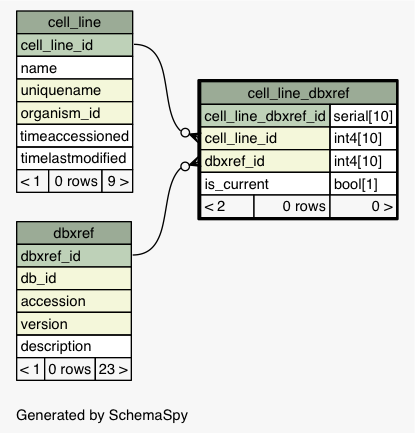 cell_line
cell_line_id
name
uniquename
organism_id
timeaccessioned
timelastmodified
< 1 0 rows 9 >
cell_line_dbxref
cell_line_dbxref_id serial[10]
cell_line_id int4[10]
dbxref_id int4[10]
is_current bool[1]
< 2 0 rows 0 >
dbxref
dbxref_id
db_id
accession
version
description
< 1 0 rows 23 >
Generated by SchemaSpy